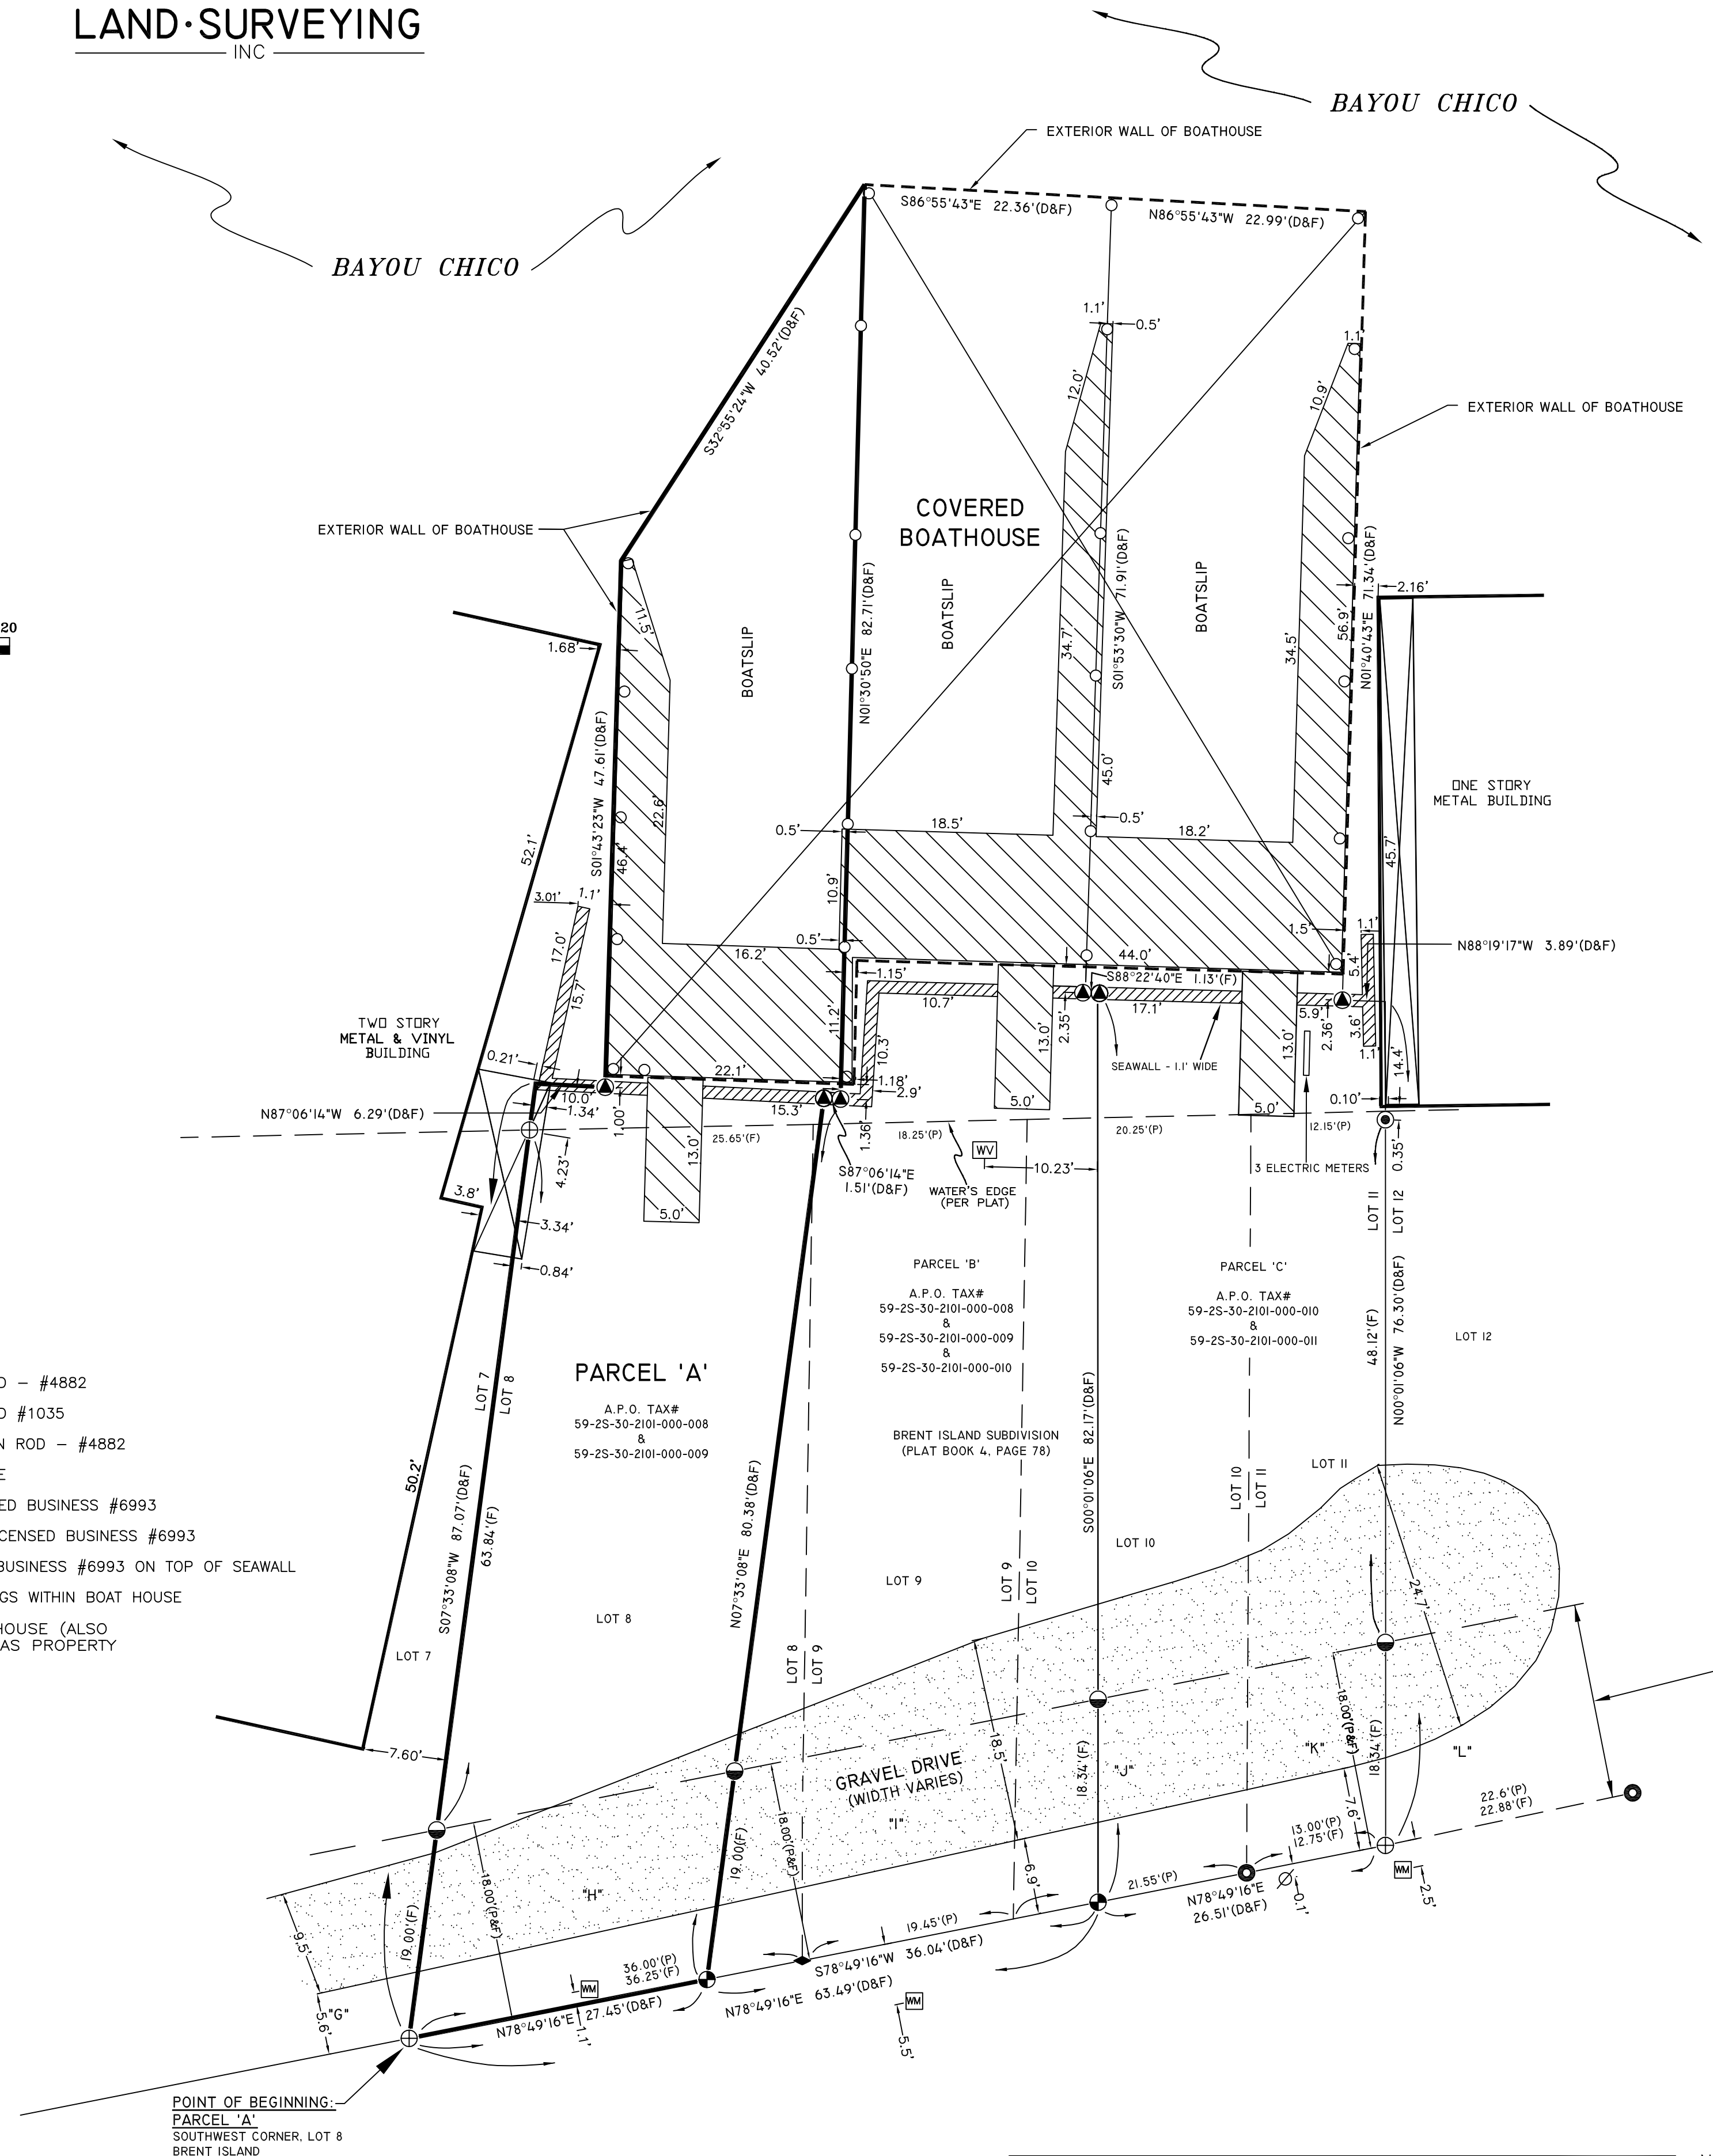 LAND·SURVEYING
INC
BAYOU CHICO
EXTERIOR WALL OF BOATHOUSE
S86°55'43"E 22.36'(D&F)
N86°55'43"W 22.99'(D&F)
BAYOU CHICO
1.1'
0.5'
1.1'
S32°55'24"W 40.52'(D&F)
12.0'
10.9'
EXTERIOR WALL OF BOATHOUSE
COVERED
BOATHOUSE
EXTERIOR WALL OF BOATHOUSE
BOATSLIP
BOATSLIP
BOATSLIP
N01°30'50"E 82.71'(D&F)
S01°53'30"W 71.91'(D&F)
N01°40'43"E 71.34'(D&F)
2.16'
20
1.68'
11.5'
34.7'
34.5'
56.9'
S01°43'23"W 47.61'(D&F)
22.6'
46.4'
45.0'
ONE STORY
METAL BUILDING
52.1'
0.5'
18.5'
0.5'
18.2'
45.7'
3.01'
1.1'
10.9'
17.0'
15.7'
0.5'
16.2'
44.0'
1.5'
1.1'
5.4'
N88°19'17"W 3.89'(D&F)
1.15'
S88°22'40"E 1.13'(F)
10.7'
17.1'
5.9'
11.2'
10.3'
13.0'
2.35'
13.0'
2.36'
3.6'
1.1'
14.4'
TWO STORY
METAL & VINYL
BUILDING
0.21'
22.1'
1.18'
2.9'
SEAWALL - 1.1' WIDE
10.0'
1.34'
1.00'
15.3'
5.0'
5.0'
0.10'
N87°06'14"W 6.29'(D&F)
25.65'(F)
1.36'
18.25'(P)
20.25'(P)
12.15'(P)
0.35'
WV
10.23'
3 ELECTRIC METERS
4.23'
13.0'
S87°06'14"E
1.51'(D&F)
WATER'S EDGE
(PER PLAT)
3.8'
5.0'
3.34'
0.84'
LOT 11
LOT 12
PARCEL 'B'
A.P.O. TAX#
59-2S-30-2101-000-008
&
59-2S-30-2101-000-009
&
59-2S-30-2101-000-010
PARCEL 'C'
A.P.O. TAX#
59-2S-30-2101-000-010
&
59-2S-30-2101-000-011
48.12'(F)
N00°01'06"W 76.30'(D&F)
LOT 12
PARCEL 'A'
A.P.O. TAX#
59-2S-30-2101-000-008
&
59-2S-30-2101-000-009
LOT 7
LOT 8
BRENT ISLAND SUBDIVISION
(PLAT BOOK 4, PAGE 78)
- #4882
#1035
ROD - #4882
BUSINESS #6993
BUSINESS #6993
BUSINESS #6993 ON TOP OF SEAWALL
WITHIN BOAT HOUSE
(ALSO
AS PROPERTY
50.2'
S07°33'08"W 87.07'(D&F)
63.84'(F)
N07°33'08"E 80.38'(D&F)
S00°01'06"E 82.17'(D&F)
LOT 10
LOT 11
LOT 11
LOT 10
LOT 9
LOT 9
LOT 10
LOT 8
LOT 7
LOT 8
LOT 9
24.7'
7.60'
GRAVEL DRIVE
(WIDTH VARIES)
18.5'
18.34'(F)
18.00'(P&F)
18.34'(F)
"I"
"J"
"K"
"L"
19.00'(F)
18.00'(P&F)
"H"
7.6'
22.6'(P)
22.88'(F)
13.00'(P)
12.75'(F)
6.9'
21.55'(P)
N78°49'16"E
26.51'(D&F)
0.1'
WM
2.5'
9.5'
19.00'(F)
18.00'(P&F)
19.45'(P)
S78°49'16"W 36.04'(D&F)
36.00'(P)
36.25'(F)
WM
N78°49'16"E 63.49'(D&F)
WM
5.5'
"G"
5.6'
N78°49'16"E 27.45'(D&F)
1.1'
POINT OF BEGINNING:
PARCEL 'A'
SOUTHWEST CORNER, LOT 8
BRENT ISLAND